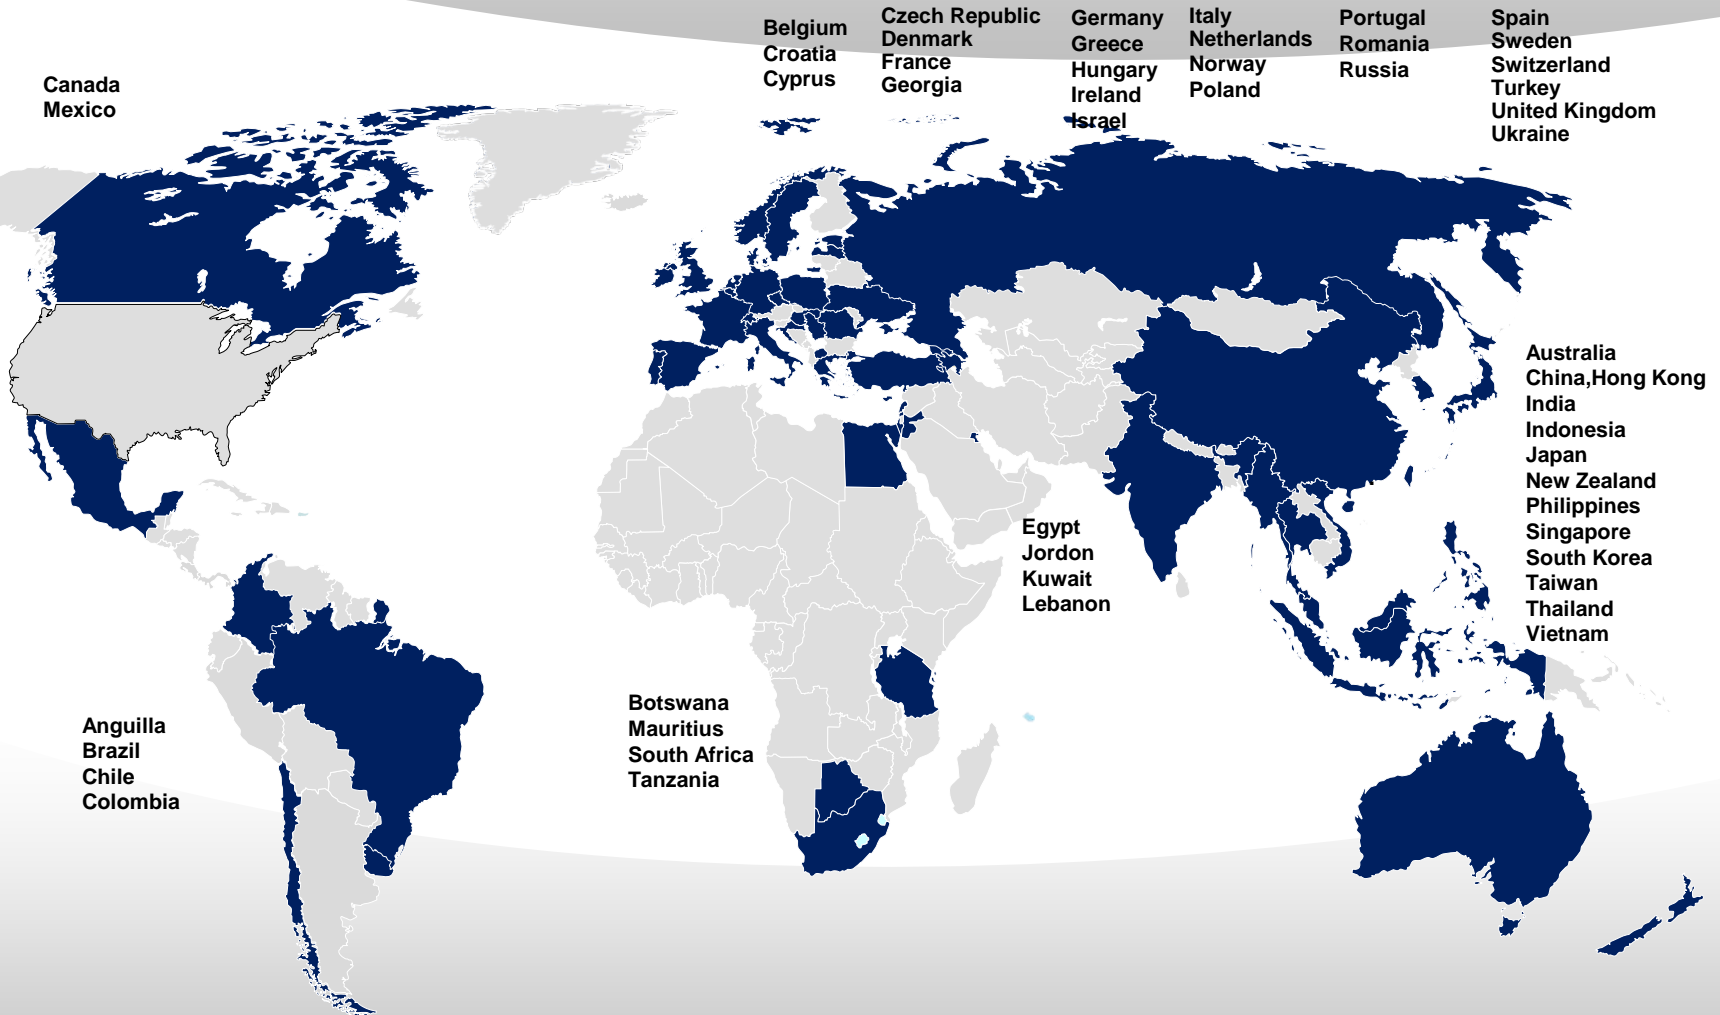 Canada
Mexico
Belgium
Croatia
Cyprus
Czech Republic
Denmark
France
Georgia
Germany
Greece
Hungary
Ireland
Israel
Italy
Netherlands
Norway
Poland
Portugal
Romania
Russia
Spain
Sweden
Switzerland
Turkey
United Kingdom
Ukraine
Australia
China,Hong Kong
India
Indonesia
Japan
New Zealand
Philippines
Singapore
South Korea
Taiwan
Thailand
Vietnam
Egypt
Jordon
Kuwait
Lebanon
Botswana
Mauritius
South Africa
Tanzania
Anguilla
Brazil
Chile
Colombia